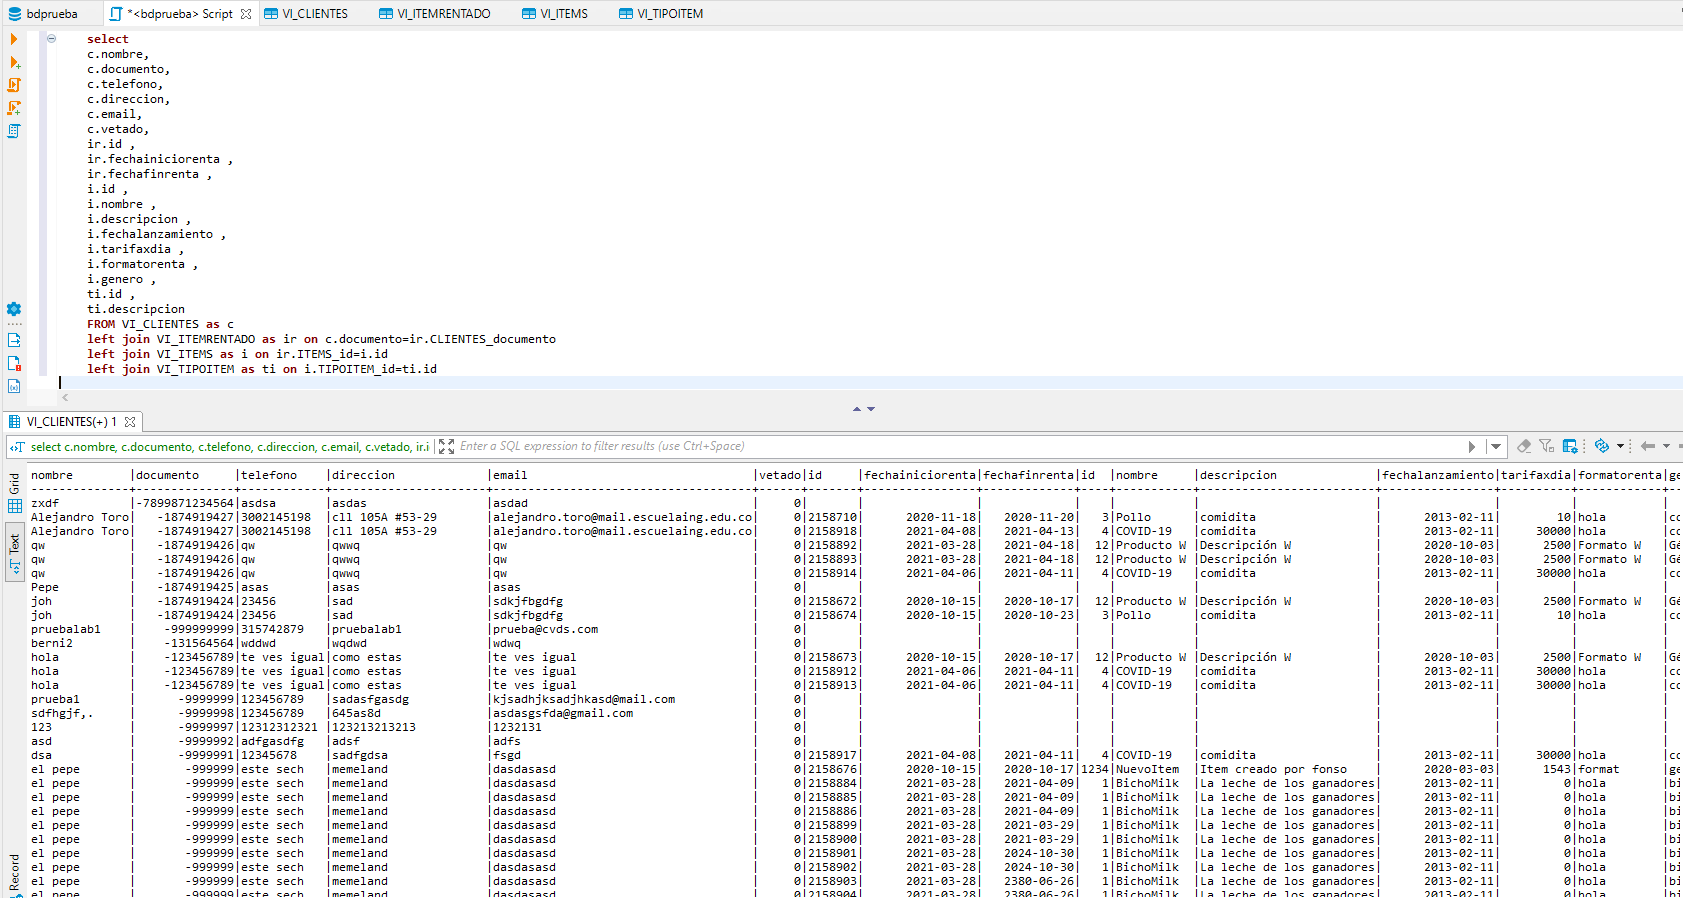 bdprueba *<bdprueba> Script VI_CLIENTES VI_ITEMRENTADO VI_ITEMS VI_TIPOITEM
select
c.nombre,
c.documento,
c.telefono,
c.direccion,
c.email,
c.vetado,
ir.id ,
ir.fechainiciorenta ,
ir.fechafinrenta ,
i.id ,
i.nombre ,
i.descripcion ,
i.fechalanzamiento ,
i.tarifaxdia ,
i.formatorenta ,
i.genero ,
ti.id ,
ti.descripcion
FROM VI_CLIENTES as c
left join VI_ITEMRENTADO as ir on c.documento=ir.CLIENTES_documento
left join VI_ITEMS as i on ir.ITEMS_id=i.id
left join VI_TIPOITEM as ti on i.TIPOITEM_id=ti.id
VI_CLIENTES(+) 1
select c.nombre, c.documento, c.telefono, c.direccion, c.email, c.vetado, ir.i Enter a SQL expression to filter results (use Ctrl+Space)
Grid
Text
Record
nombre |documento |telefono |direccion |email |vetado|id |fechainiciorenta|fechafinrenta|id |nombre |descripcion |fechalanzamiento|tarifaxdia|formatorenta|ge
zxdf |-7899871234564|asdsa |asdas |asdad | 0| | | | | | | | | |
Alejandro Toro| -1874919427|3002145198 |cll 105A #53-29 |alejandro.toro@mail.escuelaing.edu.co| 0|2158710| 2020-11-18| 2020-11-20| 3|Pollo |comidita | 2013-02-11| 10|hola |co
Alejandro Toro| -1874919427|3002145198 |cll 105A #53-29 |alejandro.toro@mail.escuelaing.edu.co| 0|2158918| 2021-04-08| 2021-04-13| 4|COVID-19 |comidita | 2013-02-11| 30000|hola |co
qw | -1874919426|qw |qwwq |qw | 0|2158892| 2021-03-28| 2021-04-18| 12|Producto W |Descripción W | 2020-10-03| 2500|Formato W |Gé
qw | -1874919426|qw |qwwq |qw | 0|2158893| 2021-03-28| 2021-04-18| 12|Producto W |Descripción W | 2020-10-03| 2500|Formato W |Gé
qw | -1874919426|qw |qwwq |qw | 0|2158914| 2021-04-06| 2021-04-11| 4|COVID-19 |comidita | 2013-02-11| 30000|hola |co
Pepe | -1874919425|asas |asas |asas | 0| | | | | | | | | |
joh | -1874919424|23456 |sad |sdkjfbgdfg | 0|2158672| 2020-10-15| 2020-10-17| 12|Producto W |Descripción W | 2020-10-03| 2500|Formato W |Gé
joh | -1874919424|23456 |sad |sdkjfbgdfg | 0|2158674| 2020-10-15| 2020-10-23| 3|Pollo |comidita | 2013-02-11| 10|hola |co
pruebalab1 | -999999999|315742879 |pruebalab1 |prueba@cvds.com | 0| | | | | | | | | |
berni2 | -131564564|wddwd |wqdwd |wdwq | 0| | | | | | | | | |
hola | -123456789|te ves igual|como estas |te ves igual | 0|2158673| 2020-10-15| 2020-10-17| 12|Producto W |Descripción W | 2020-10-03| 2500|Formato W |Gé
hola | -123456789|te ves igual|como estas |te ves igual | 0|2158912| 2021-04-06| 2021-04-11| 4|COVID-19 |comidita | 2013-02-11| 30000|hola |co
hola | -123456789|te ves igual|como estas |te ves igual | 0|2158913| 2021-04-06| 2021-04-11| 4|COVID-19 |comidita | 2013-02-11| 30000|hola |co
prueba1 | -9999999|123456789 |sadasfgasdg |kjsadhjksadjhkasd@mail.com | 0| | | | | | | | | |
sdfhgjf,. | -9999998|123456789 |645as8d |asdasgsfda@gmail.com | 0| | | | | | | | | |
123 | -9999997|12312312321 |123213213213 |1232131 | 0| | | | | | | | | |
asd | -9999992|adfgasdfg |adsf |adfs | 0| | | | | | | | | |
dsa | -9999991|12345678 |sadfgdsa |fsgd | 0|2158917| 2021-04-08| 2021-04-11| 4|COVID-19 |comidita | 2013-02-11| 30000|hola |co
el pepe | -999999|este sech |memeland |dasdasasd | 0|2158676| 2020-10-15| 2020-10-17|1234|NuevoItem |Item creado por fonso | 2020-03-03| 1543|format |ge
el pepe | -999999|este sech |memeland |dasdasasd | 0|2158884| 2021-03-28| 2021-04-09| 1|BichoMilk |La leche de los ganadores| 2013-02-11| 0|hola |bi
el pepe | -999999|este sech |memeland |dasdasasd | 0|2158885| 2021-03-28| 2021-04-09| 1|BichoMilk |La leche de los ganadores| 2013-02-11| 0|hola |bi
el pepe | -999999|este sech |memeland |dasdasasd | 0|2158886| 2021-03-28| 2021-04-09| 1|BichoMilk |La leche de los ganadores| 2013-02-11| 0|hola |bi
el pepe | -999999|este sech |memeland |dasdasasd | 0|2158899| 2021-03-28| 2021-03-29| 1|BichoMilk |La leche de los ganadores| 2013-02-11| 0|hola |bi
el pepe | -999999|este sech |memeland |dasdasasd | 0|2158900| 2021-03-28| 2021-03-29| 1|BichoMilk |La leche de los ganadores| 2013-02-11| 0|hola |bi
el pepe | -999999|este sech |memeland |dasdasasd | 0|2158901| 2021-03-28| 2024-10-30| 1|BichoMilk |La leche de los ganadores| 2013-02-11| 0|hola |bi
el pepe | -999999|este sech |memeland |dasdasasd | 0|2158902| 2021-03-28| 2024-10-30| 1|BichoMilk |La leche de los ganadores| 2013-02-11| 0|hola |bi
el pepe | -999999|este sech |memeland |dasdasasd | 0|2158903| 2021-03-28| 2380-06-26| 1|BichoMilk |La leche de los ganadores| 2013-02-11| 0|hola |bi
el pepe | -999999|este sech |memeland |dasdasasd | 0|2158904| 2021-03-28| 2380-06-26| 1|BichoMilk |La leche de los ganadores| 2013-02-11| 0|hola |bi